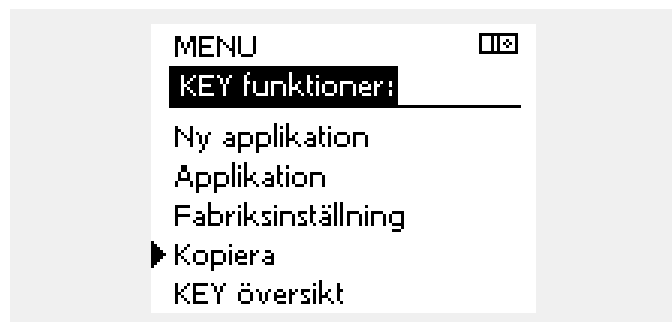 MENU
KEY funktioner:
Ny applikation
Applikation
Fabriksinställning
Kopiera
KEY översikt